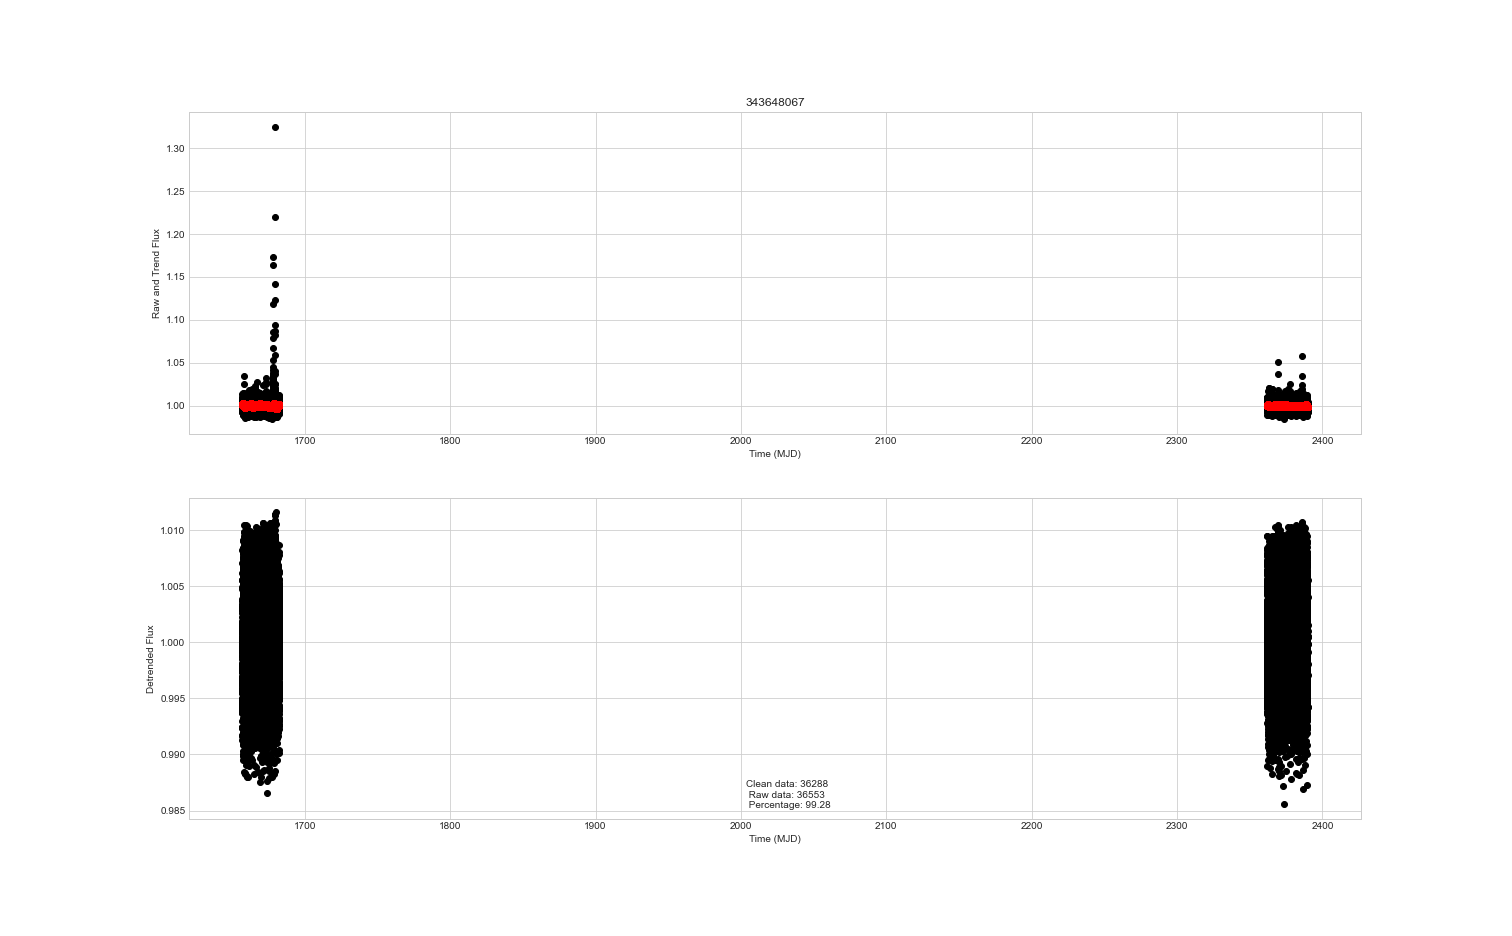 343648067
1.30
1.25
1.20
1.15
1.10
1.05
1.00
Raw and Trend Flux
1700 1800 1900 2000 2100 2200 2300 2400
Time (MJD)
1.010
1.005
1.000
0.995
0.990
0.985
Detrended Flux
Clean data: 36288
Raw data: 36553
Percentage: 99.28
1700 1800 1900 2000 2100 2200 2300 2400
Time (MJD)